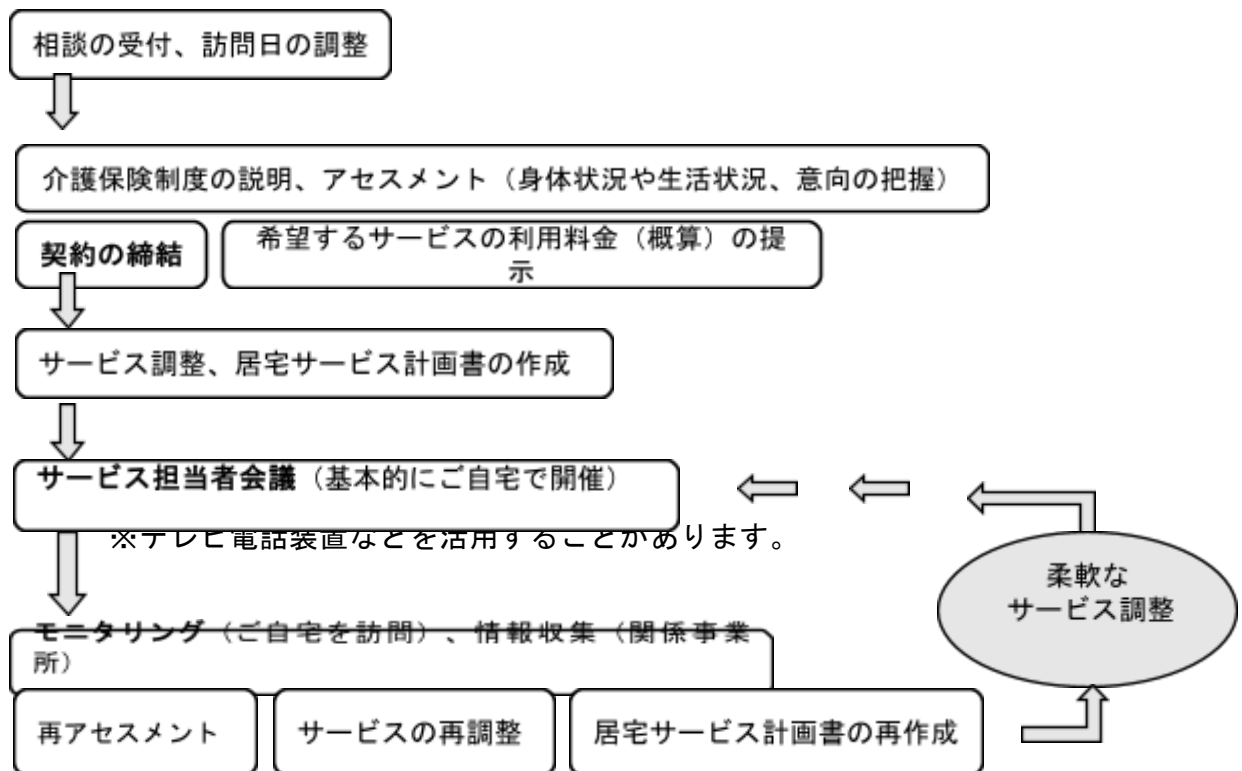 相談の受付、訪問日の調整
介護保険制度の説明、アセスメント（身体状況や生活状況、意向の把握）
契約の締結
希望するサービスの利用料金（概算）の提
示
サービス調整、居宅サービス計画書の作成
サービス担当者会議（基本的にご自宅で開催）
※テレビ電話装置などを活用することがあります。
柔軟な
サービス調整
モニタリング（ご自宅を訪問）、情報収集（関係事業
所）
再アセスメント
サービスの再調整
居宅サービス計画書の再作成